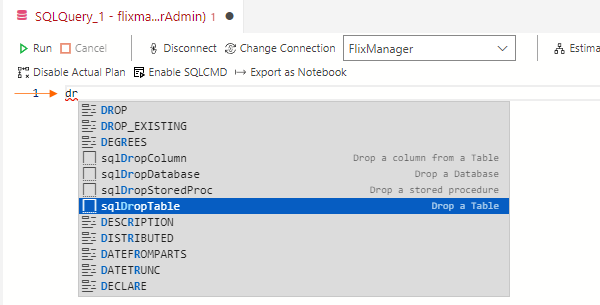 SQLQuery_1 - flixma...rAdmin) 1
Run Cancel Disconnect Change Connection FlixManager Estima
Disable Actual Plan Enable SQLCMD Export as Notebook
1 dr
DROP
DROP_EXISTING
DEGREES
sqlDropColumn Drop a column from a Table
sqlDropDatabase Drop a Database
sqlDropStoredProc Drop a stored procedure
sqlDropTable Drop a Table
DESCRIPTION
DISTRIBUTED
DATEFROMPARTS
DATETRUNC
DECLARE